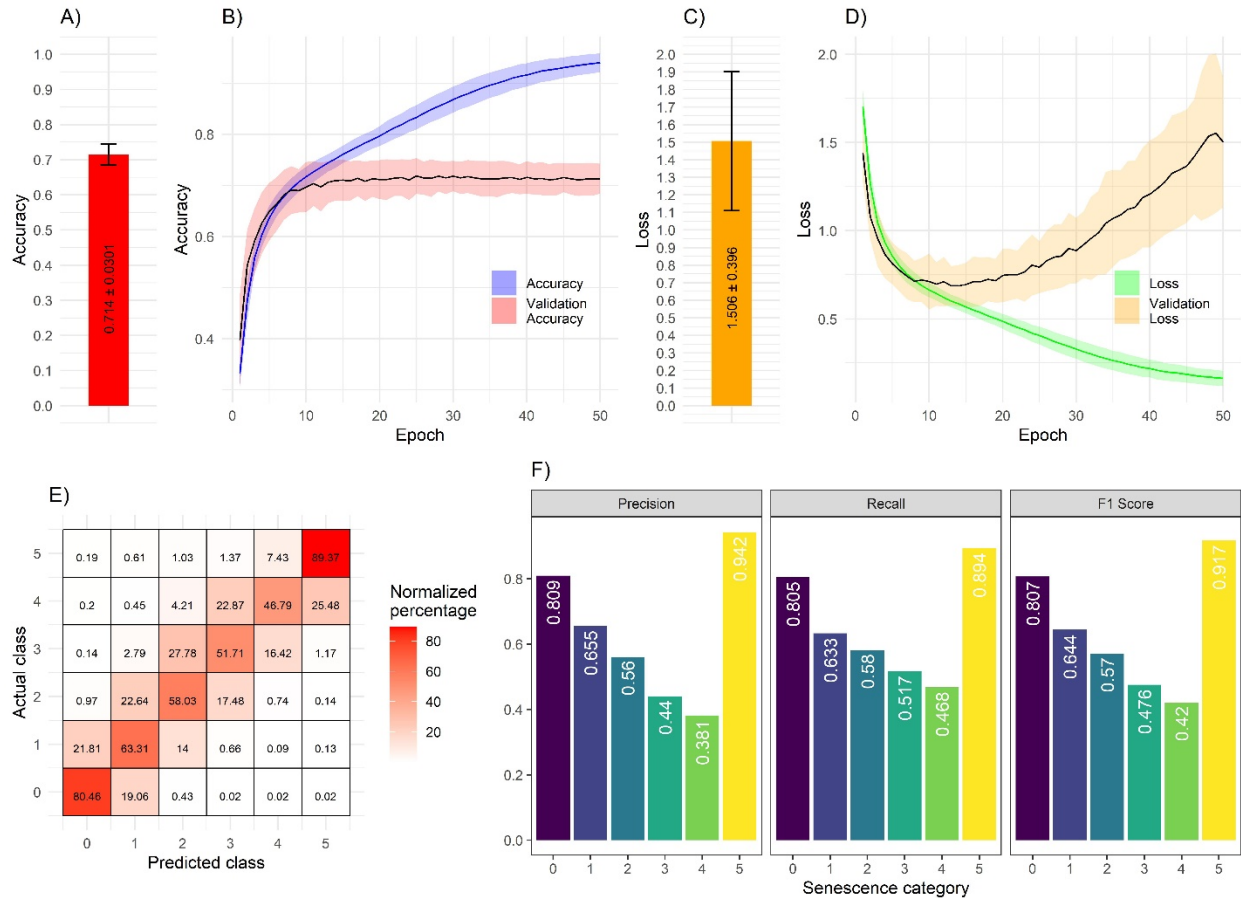 A)
Accuracy
1.0
0.9
0.8
0.7
0.6
0.5
0.4
0.3
0.2
0.1
0.0
0.714 ± 0.0301
B)
Accuracy
0.8
0.6
0.4
0 10 20 30 40 50
Epoch
Accuracy
Validation
Accuracy
C)
Loss
2.0
1.9
1.8
1.7
1.6
1.5
1.4
1.3
1.2
1.1
1.0
0.9
0.8
0.7
0.6
0.5
0.4
0.3
0.2
0.1
0.0
1.506 ± 0.396
D)
Loss
2.0
1.5
1.0
0.5
0 10 20 30 40 50
Epoch
Loss
Validation
Loss
E)
Actual class
5 0.19 0.61 1.03 1.37 7.43 89.37
4 0.2 0.45 4.21 22.87 46.79 25.48
3 0.14 2.79 27.78 51.71 16.42 1.17
2 0.97 22.64 58.03 17.48 0.74 0.14
1 21.81 63.31 14 0.66 0.09 0.13
0 80.46 19.06 0.43 0.02 0.02 0.02
0 1 2 3 4 5
Predicted class
Normalized
percentage
80
60
40
20
F)
Precision Recall F1 Score
0.8
0.6
0.4
0.2
0.0
0.809 0.655 0.56 0.44 0.381 0.942
0.805 0.633 0.58 0.517 0.468 0.894
0.807 0.644 0.57 0.476 0.42 0.917
0 1 2 3 4 5 0 1 2 3 4 5 0 1 2 3 4 5
Senescence category